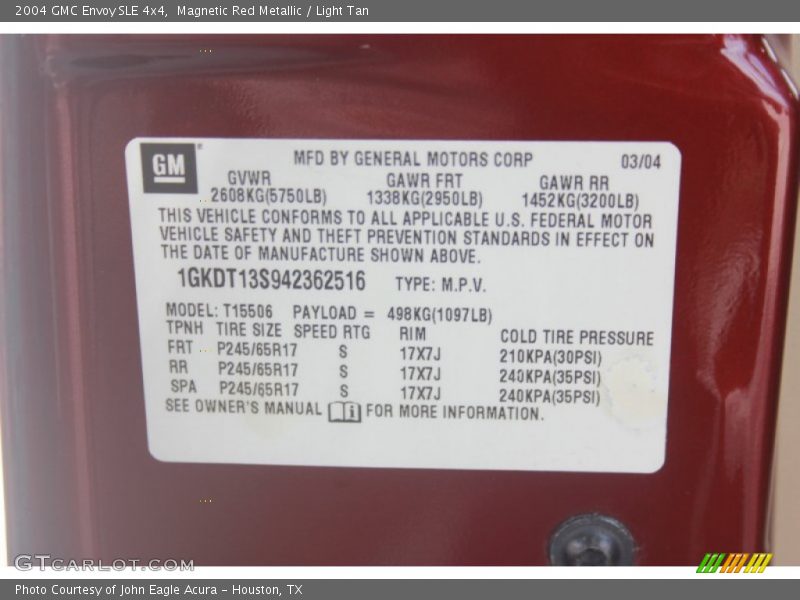 2004 GMC Envoy SLE 4x4, Magnetic Red Metallic / Light Tan
GM
MFD BY GENERAL MOTORS CORP 03/04
GVWR GAWR FRT GAWR RR
2608KG(5750LB) 1338KG(2950LB) 1452KG(3200LB)
THIS VEHICLE CONFORMS TO ALL APPLICABLE U.S. FEDERAL MOTOR
VEHICLE SAFETY AND THEFT PREVENTION STANDARDS IN EFFECT ON
THE DATE OF MANUFACTURE SHOWN ABOVE.
1GKDT13S942362516 TYPE: M.P.V.
MODEL: T15506 PAYLOAD = 498KG(1097LB)
TPNH TIRE SIZE SPEED RTG RIM COLD TIRE PRESSURE
FRT P245/65R17 S 17X7J 210KPA(30PSI)
RR P245/65R17 S 17X7J 240KPA(35PSI)
SPA P245/65R17 S 17X7J 240KPA(35PSI)
SEE OWNER'S MANUAL FOR MORE INFORMATION.
GTCARLOT.COM
Photo Courtesy of John Eagle Acura - Houston, TX